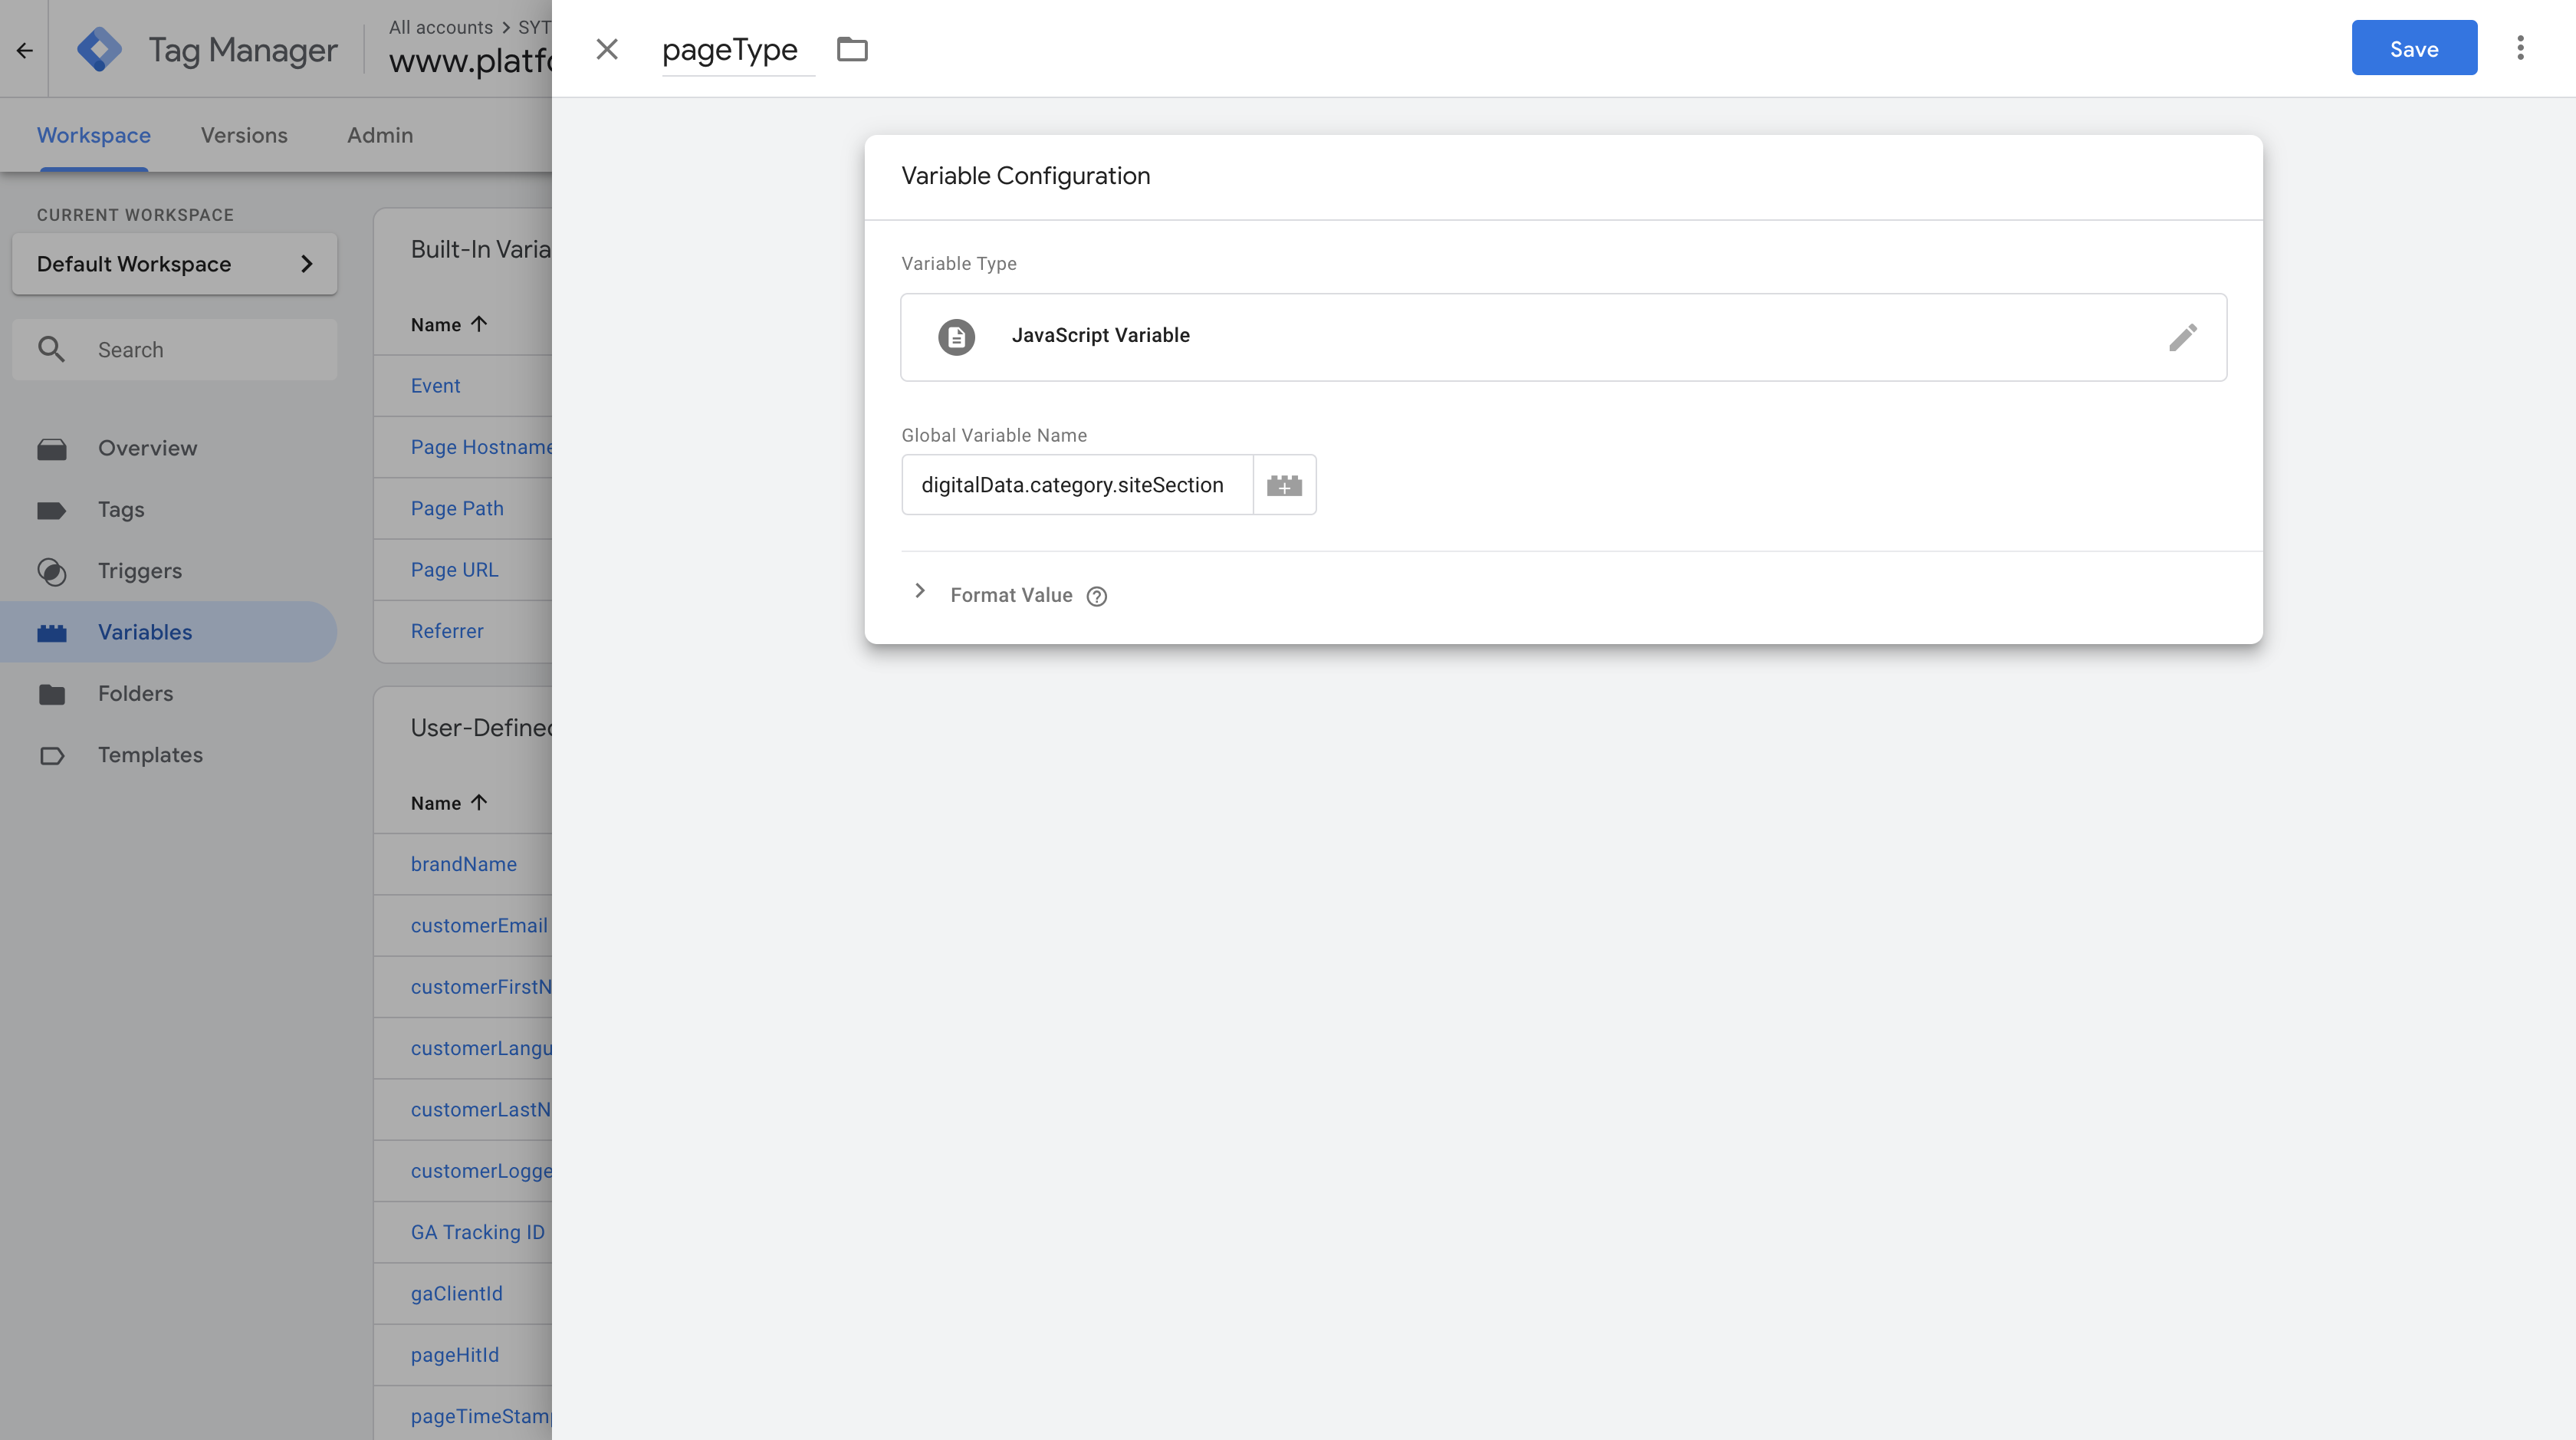 Tag Manager
All accounts > SYT
www.platfo
Workspace
Versions
Admin
CURRENT WORKSPACE
Default Workspace
Search
Overview
Tags
Triggers
Variables
Folders
Templates
Built-In Varia
Name
Event
Page Hostname
Page Path
Page URL
Referrer
User-Defined
Name
brandName
customerEmail
customerFirstN
customerLangu
customerLastN
customerLogge
GA Tracking ID
gaClientId
pageHitId
pageTimeStamp
pageType
Save
Variable Configuration
Variable Type
JavaScript Variable
Global Variable Name
digitalData.category.siteSection
Format Value